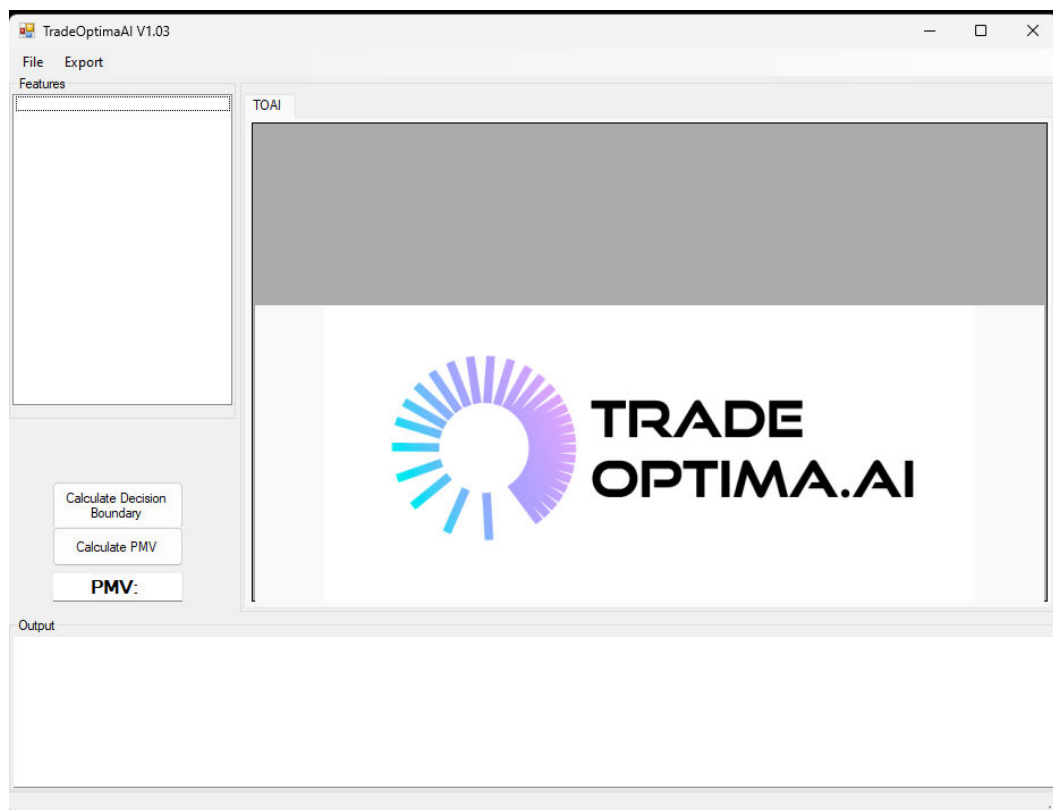 TradeOptimaAI V1.03
File Export
Features
TOAI
TRADE
OPTIMA.AI
Calculate Decision
Boundary
Calculate PMV
PMV:
Output